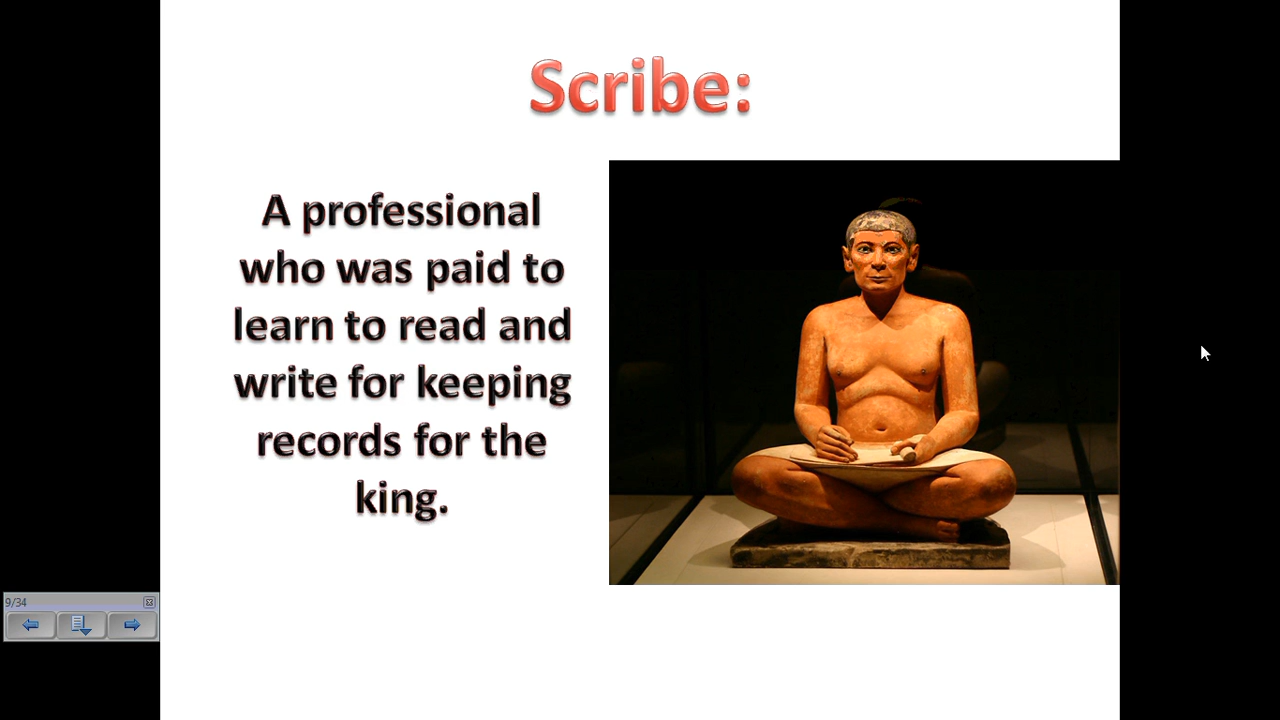 Scribe:
A professional
who was paid to
learn to read and
write for keeping
records for the
king.
9/34